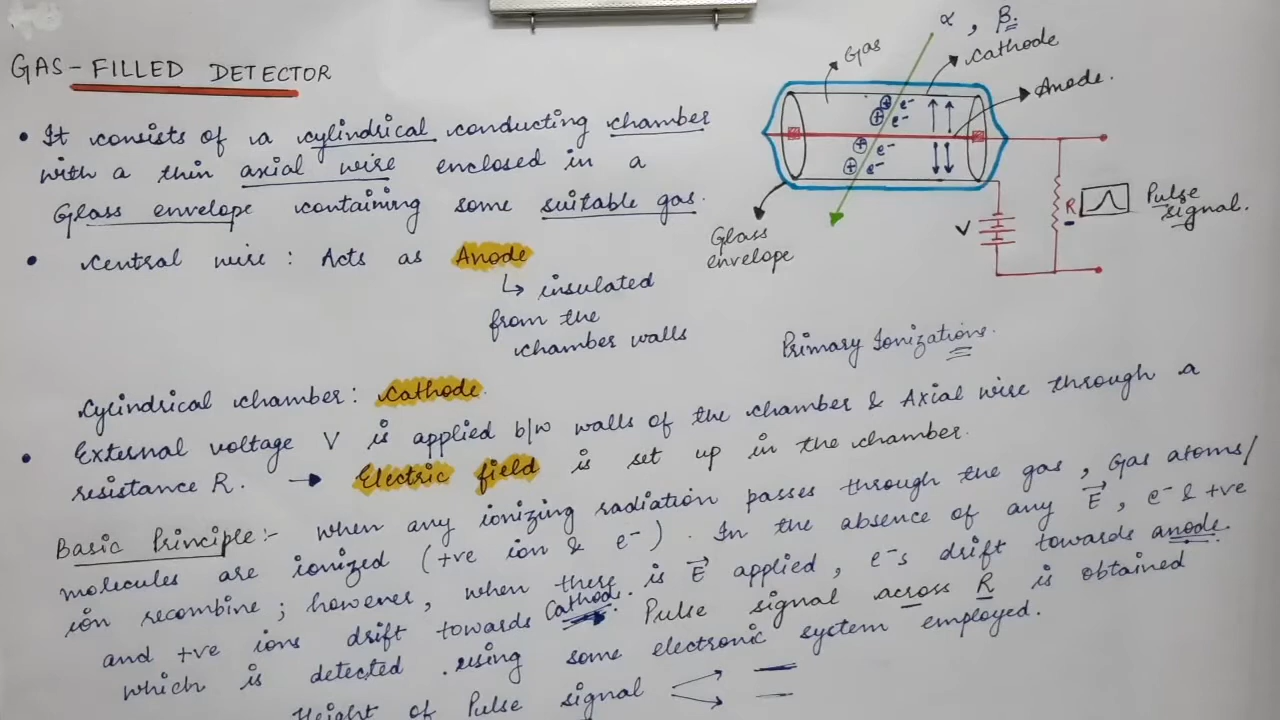 GAS-FILLED DETECTOR
• It consists of a cylindrical conducting chamber
with a thin axial wire enclosed in a
Glass envelope containing some suitable gas.
• Central wire: Acts as Anode
↳ insulated
from the
chamber walls
Cylindrical chamber: Cathode
• External voltage V is applied b/w walls of the chamber & Axial wire through a
resistance R. → Electric field is set up in the chamber.
Basic Principle:- when any ionizing radiation passes through the gas, Gas atoms/
molecules are ionized (+ve ion & e⁻). In the absence of any E⃗, e⁻ & +ve
ion recombine; however, when there is E⃗ applied, e⁻s drift towards anode.
and +ve ions drift towards Cathode. Pulse signal across R is obtained
which is detected using some electronic system employed.
Height of Pulse signal
α, β
Gas
Cathode
Anode.
⊕ e⁻
⊕ e⁻
⊕ e⁻
⊕ e⁻
Glass
envelope
V
R
Pulse
signal.
Primary Ionizations.